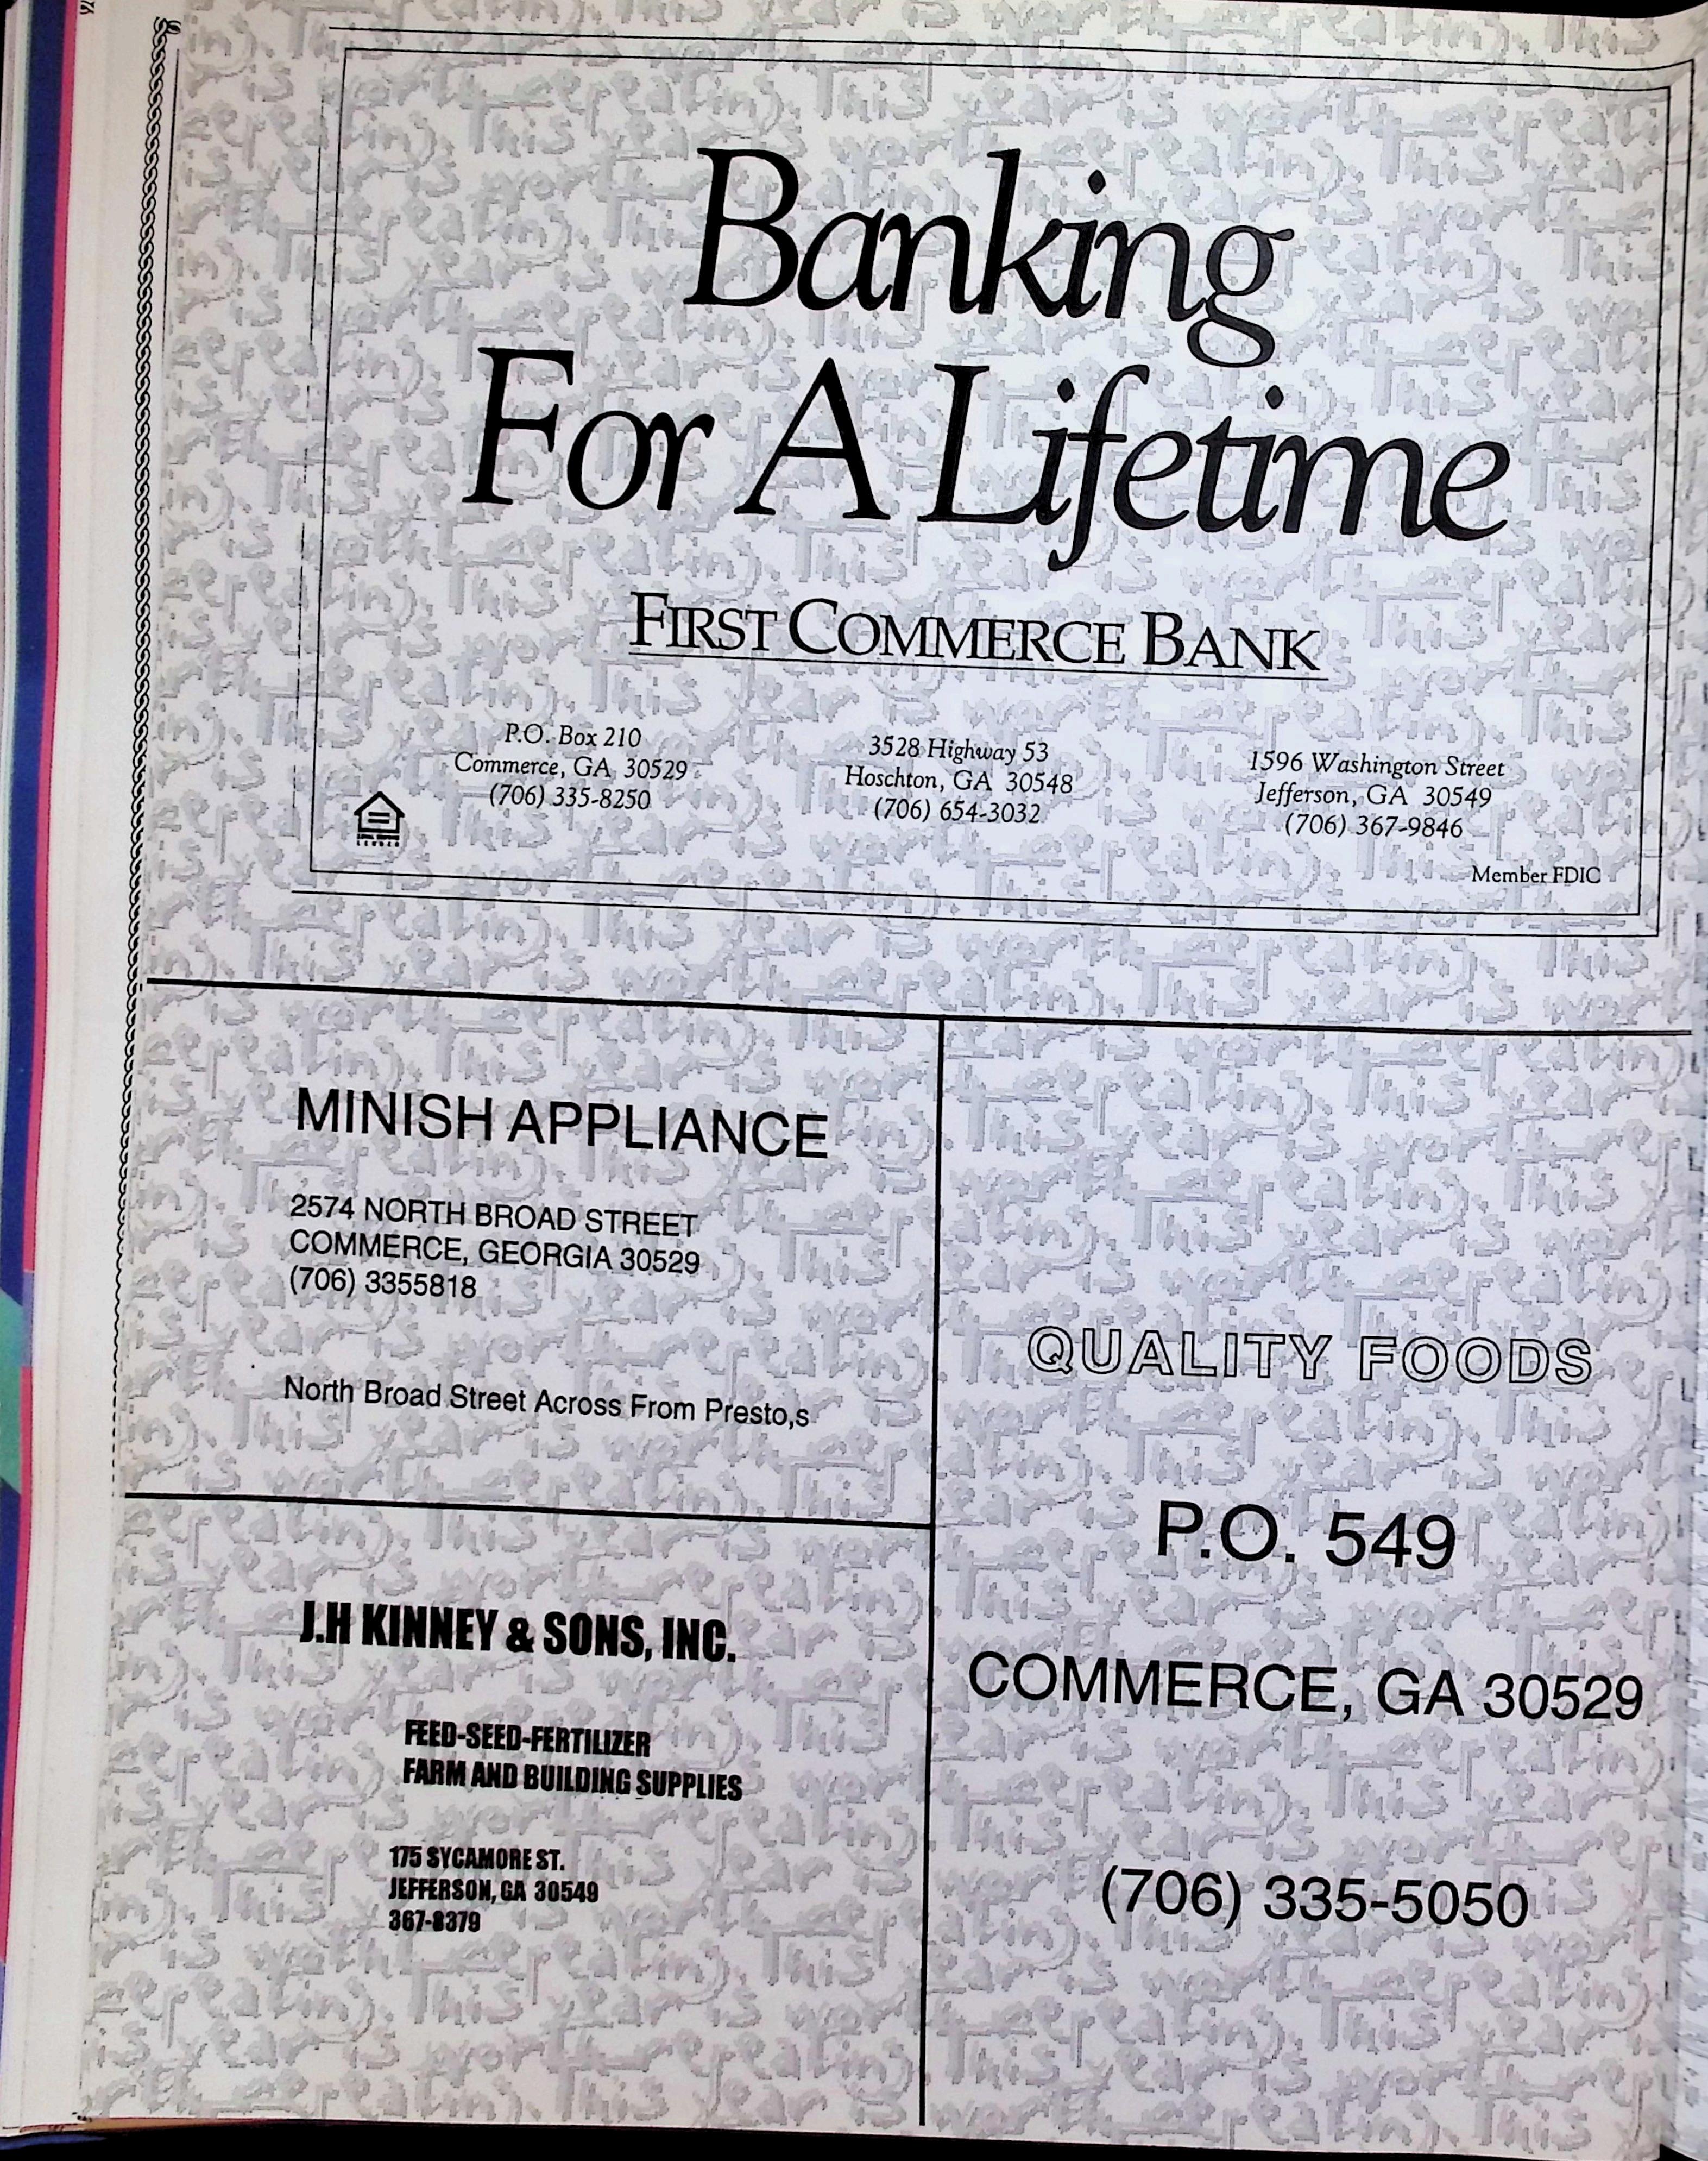 Banking
For A Lifetime
FIRST COMMERCE BANK
P.O. Box 210
Commerce, GA 30529
(706) 335-8250
3528 Highway 53
Hoschton, GA 30548
(706) 654-3032
1596 Washington Street
Jefferson, GA 30549
(706) 367-9846
LENDER
Member FDIC
MINISH APPLIANCE
2574 NORTH BROAD STREET
COMMERCE, GEORGIA 30529
(706) 3355818
North Broad Street Across From Presto,s
J.H KINNEY & SONS, INC.
FEED-SEED-FERTILIZER
FARM AND BUILDING SUPPLIES
175 SYCAMORE ST.
JEFFERSON, GA 30549
367-8379
QUALITY FOODS
P.O. 549
COMMERCE, GA 30529
(706) 335-5050